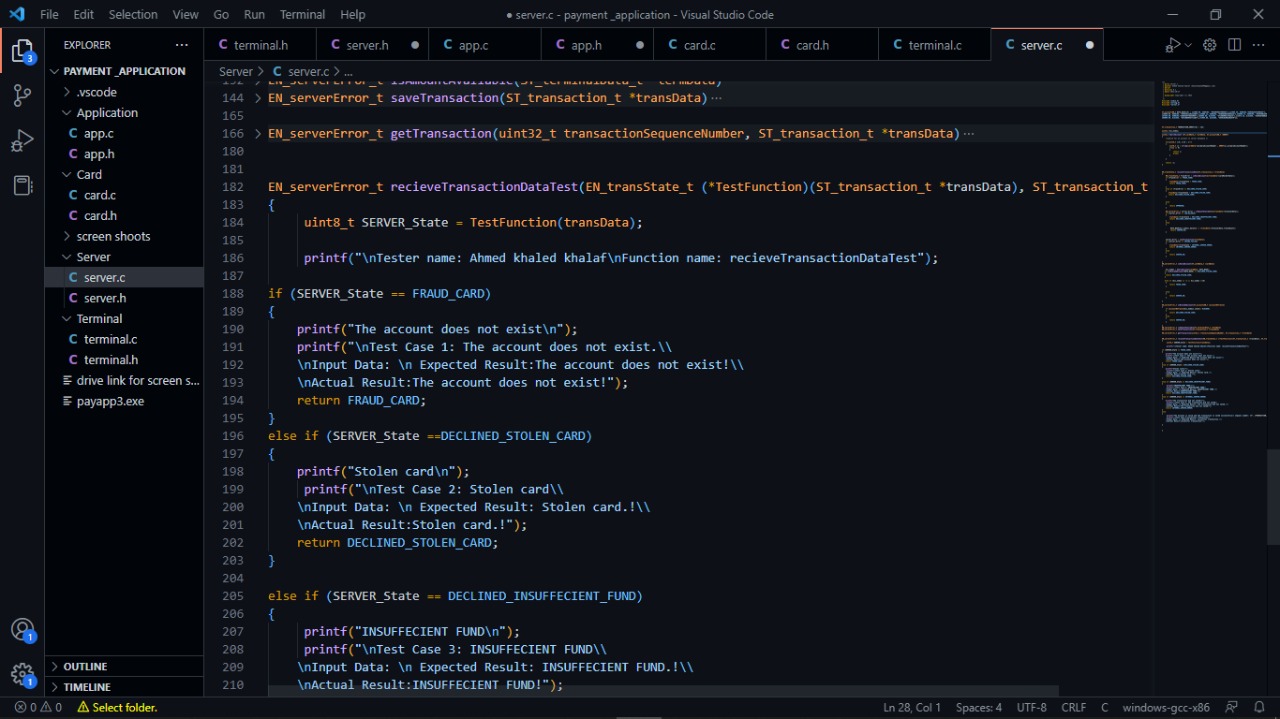 File Edit Selection View Go Run Terminal Help
● server.c - payment _application - Visual Studio Code
EXPLORER
terminal.h server.h app.c app.h card.c card.h terminal.c server.c
PAYMENT _APPLICATION
.vscode
Application
app.c
app.h
Card
card.c
card.h
screen shoots
Server
server.c
server.h
Terminal
terminal.c
terminal.h
drive link for screen s...
payapp3.exe
OUTLINE
TIMELINE
3
1
1
Server > C server.c > ...
144 EN_serverError_t saveTransaction(ST_transaction_t *transData)···
165
166 EN_serverError_t getTransaction(uint32_t transactionSequenceNumber, ST_transaction_t *transData)···
180
181
182 EN_serverError_t recieveTransactionDataTest(EN_transState_t (*TestFunction)(ST_transaction_t *transData), ST_transaction_t
183 {
184 uint8_t SERVER_State = TestFunction(transData);
185
186 printf("\nTester name: Ahmed khaled khalaf\nFunction name: recieveTransactionDataTest");
187
188 if (SERVER_State == FRAUD_CARD)
189 {
190 printf("The account does not exist\n");
191 printf("\nTest Case 1: The account does not exist.\\
192 \nInput Data: \n Expected Result:The account does not exist!\\
193 \nActual Result:The account does not exist!");
194 return FRAUD_CARD;
195 }
196 else if (SERVER_State ==DECLINED_STOLEN_CARD)
197 {
198 printf("Stolen card\n");
199 printf("\nTest Case 2: Stolen card\\
200 \nInput Data: \n Expected Result: Stolen card.!\\
201 \nActual Result:Stolen card.!");
202 return DECLINED_STOLEN_CARD;
203 }
204
205 else if (SERVER_State == DECLINED_INSUFFECIENT_FUND)
206 {
207 printf("INSUFFECIENT FUND\n");
208 printf("\nTest Case 3: INSUFFECIENT FUND\\
209 \nInput Data: \n Expected Result: INSUFFECIENT FUND.!\\
210 \nActual Result:INSUFFECIENT FUND!");
0 0 Select folder.
Ln 28, Col 1 Spaces: 4 UTF-8 CRLF C windows-gcc-x86